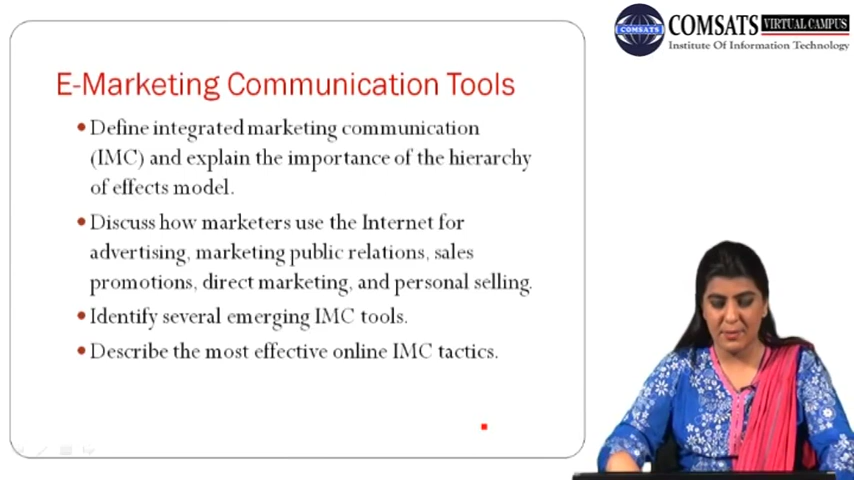 COMSATS VIRTUAL CAMPUS
COMSATS
Institute Of Information Technology
E-Marketing Communication Tools
• Define integrated marketing communication
(IMC) and explain the importance of the hierarchy
of effects model.
• Discuss how marketers use the Internet for
advertising, marketing public relations, sales
promotions, direct marketing, and personal selling.
• Identify several emerging IMC tools.
• Describe the most effective online IMC tactics.